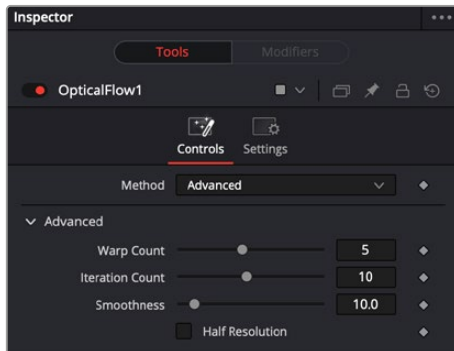 Inspector
Tools Modifiers
OpticalFlow1
Controls Settings
Method Advanced
Advanced
Warp Count 5
Iteration Count 10
Smoothness 10.0
Half Resolution